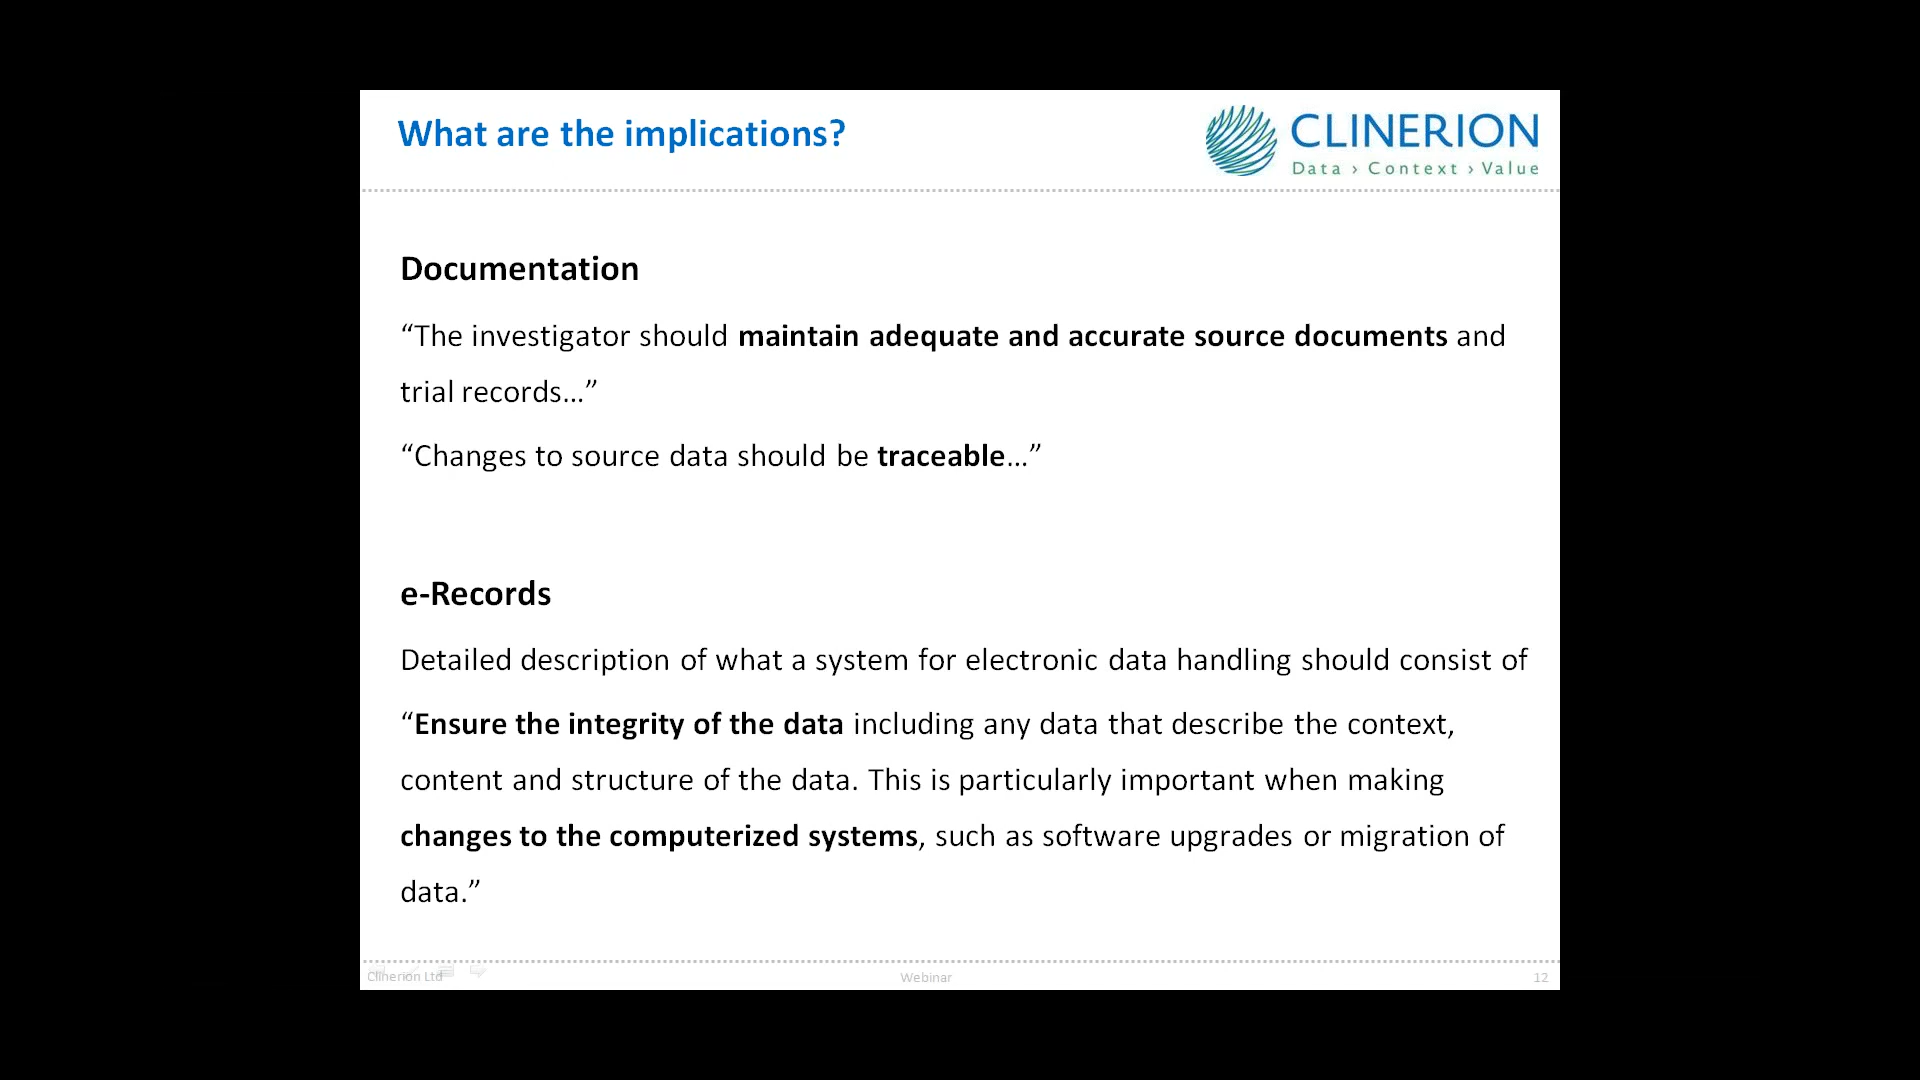 What are the implications?
CLINERION
Data › Context › Value
Documentation
“The investigator should maintain adequate and accurate source documents and
trial records…”
“Changes to source data should be traceable…”
e-Records
Detailed description of what a system for electronic data handling should consist of
“Ensure the integrity of the data including any data that describe the context,
content and structure of the data. This is particularly important when making
changes to the computerized systems, such as software upgrades or migration of
data.”
Clinerion Ltd
Webinar
12